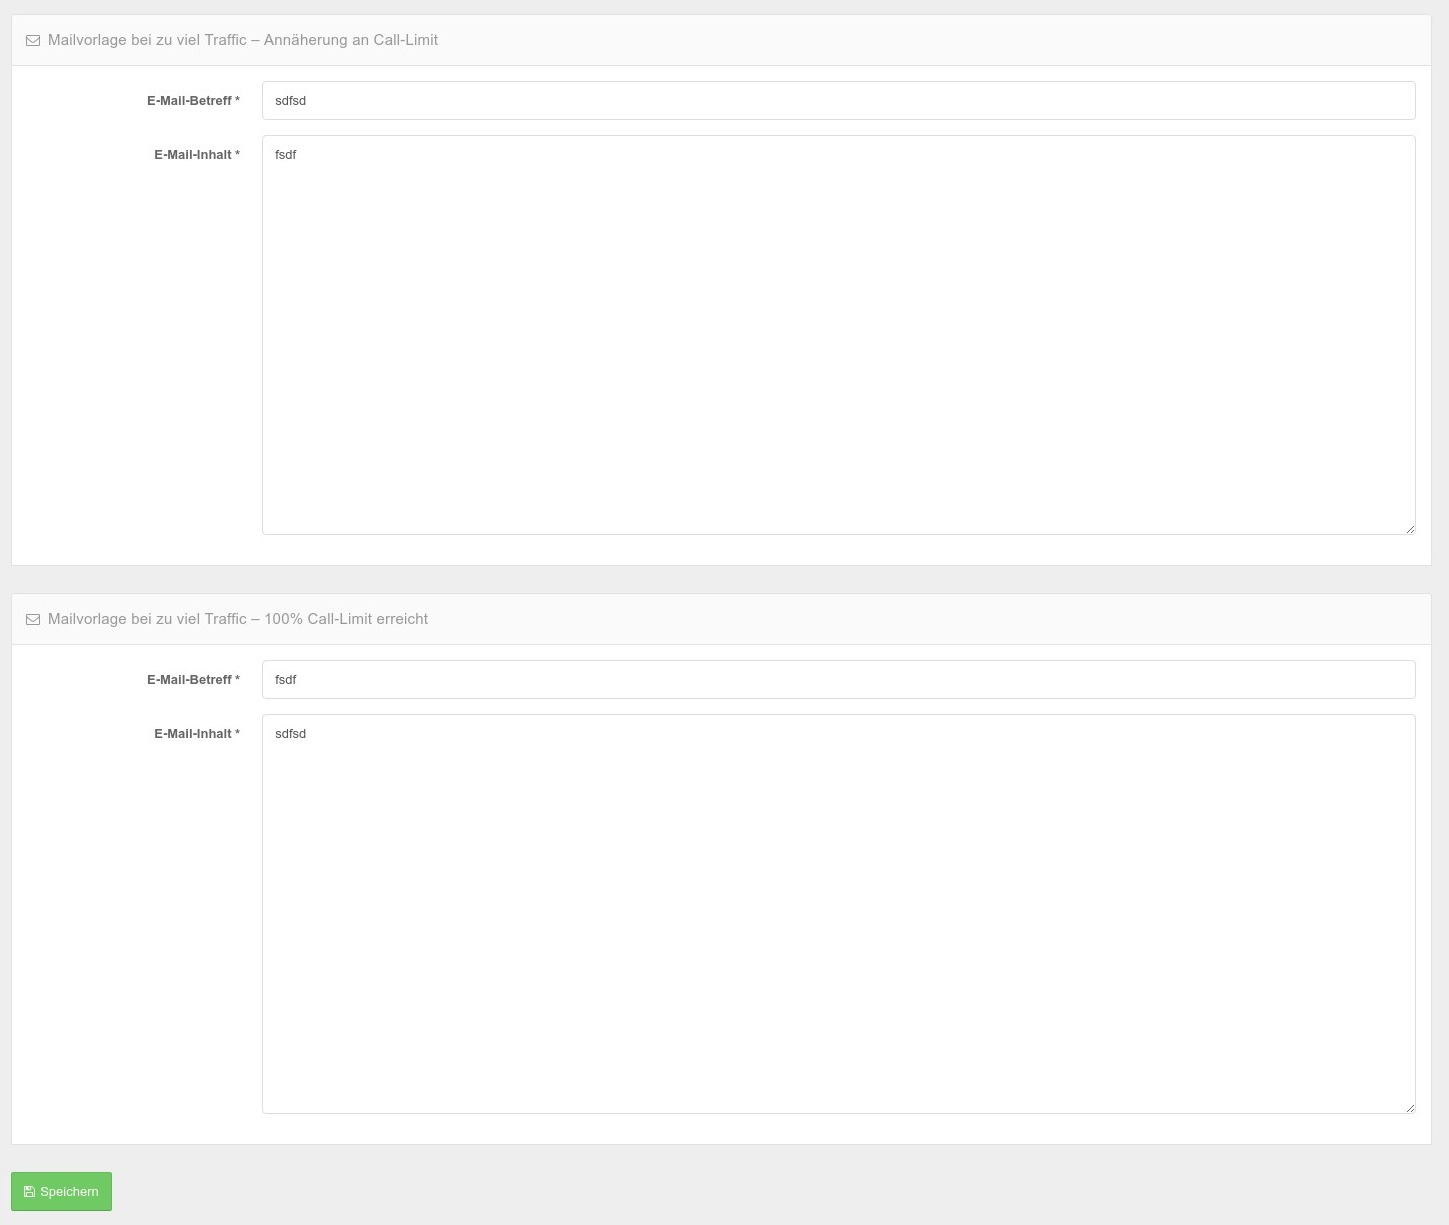 Mailvorlage bei zu viel Traffic – Annäherung an Call-Limit
E-Mail-Betreff * sdfsd
E-Mail-Inhalt * fsdf
Mailvorlage bei zu viel Traffic – 100% Call-Limit erreicht
E-Mail-Betreff * fsdf
E-Mail-Inhalt * sdfsd
Speichern